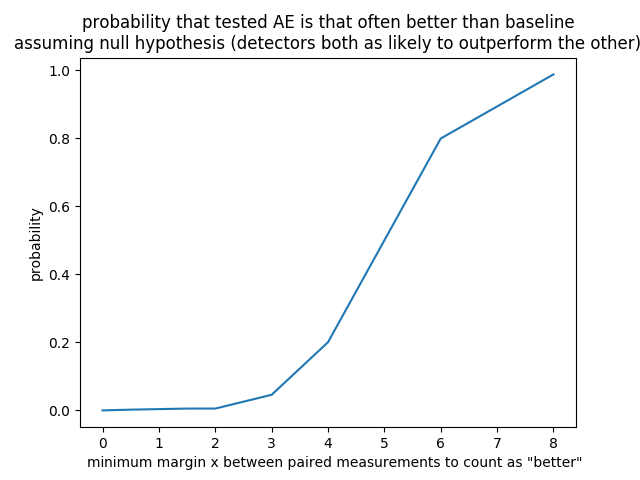 probability that tested AE is that often better than baseline
assuming null hypothesis (detectors both as likely to outperform the other)
1.0
0.8
0.6
0.4
0.2
0.0
probability
0 1 2 3 4 5 6 7 8
minimum margin x between paired measurements to count as "better"